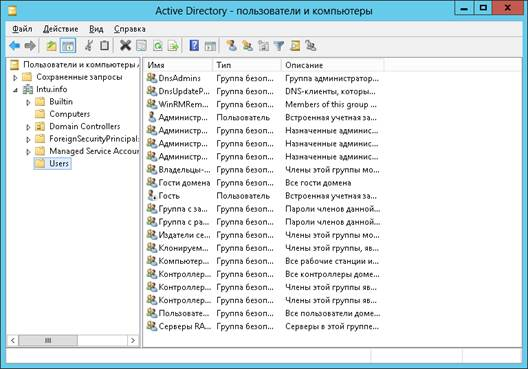 Active Directory - пользователи и компьютеры
Файл Действие Вид Справка
Пользователи и компьютеры
Сохраненные запросы
Intu.info
Builtin
Computers
Domain Controllers
ForeignSecurityPrincipal:
Managed Service Accour
Users
Имя Тип Описание
DnsAdmins Группа безоп... Группа администратор...
DnsUpdateP... Группа безоп... DNS-клиенты, которы...
WinRMRem... Группа безоп... Members of this group ...
Администр... Пользователь Встроенная учетная за...
Администр... Группа безоп... Назначенные админис...
Администр... Группа безоп... Назначенные админис...
Администр... Группа безоп... Назначенные админис...
Владельцы-... Группа безоп... Члены этой группы мо...
Гости домена Группа безоп... Все гости домена
Гость Пользователь Встроенная учетная за...
Группа с за... Группа безоп... Пароли членов данной...
Группа с ра... Группа безоп... Пароли членов данной...
Издатели се... Группа безоп... Члены этой группы мо...
Клонируем... Группа безоп... Члены этой группы, яв...
Компьютер... Группа безоп... Все рабочие станции и...
Контроллер... Группа безоп... Все контроллеры доме...
Контроллер... Группа безоп... Члены этой группы яв...
Контроллер... Группа безоп... Члены данной группы ...
Пользовате... Группа безоп... Все пользователи доме...
Серверы RA... Группа безоп... Серверы в этой группе...